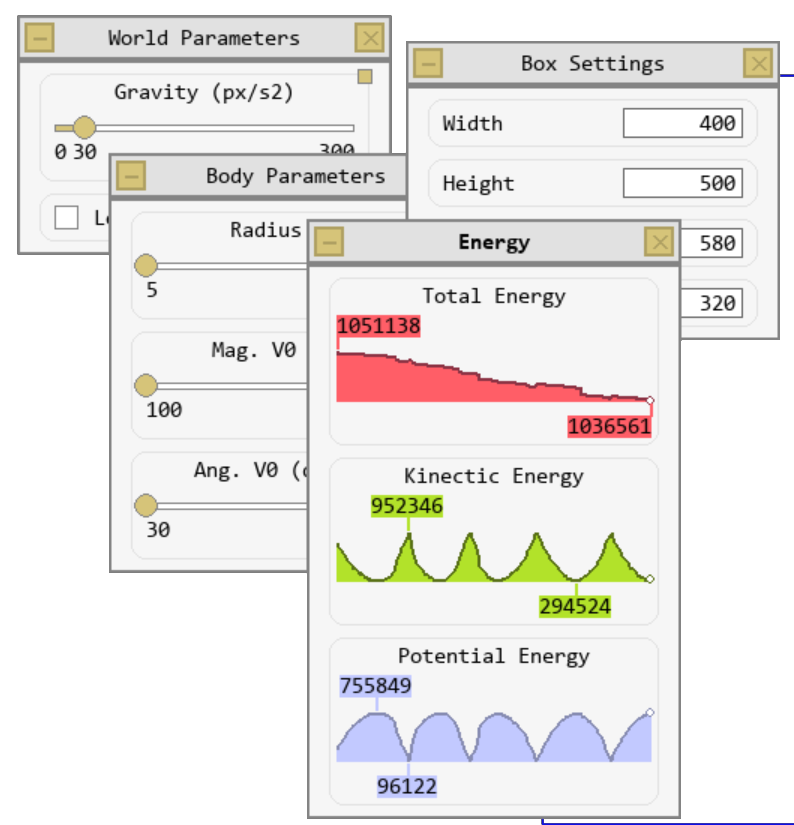 World Parameters
Gravity (px/s2)
0 30 300
Box Settings
Width 400
Height 500
580
320
Body Parameters
Radius
5
Mag. V0
100
Ang. V0 (
30
Energy
Total Energy
1051138
1036561
Kinectic Energy
952346
294524
Potential Energy
755849
96122